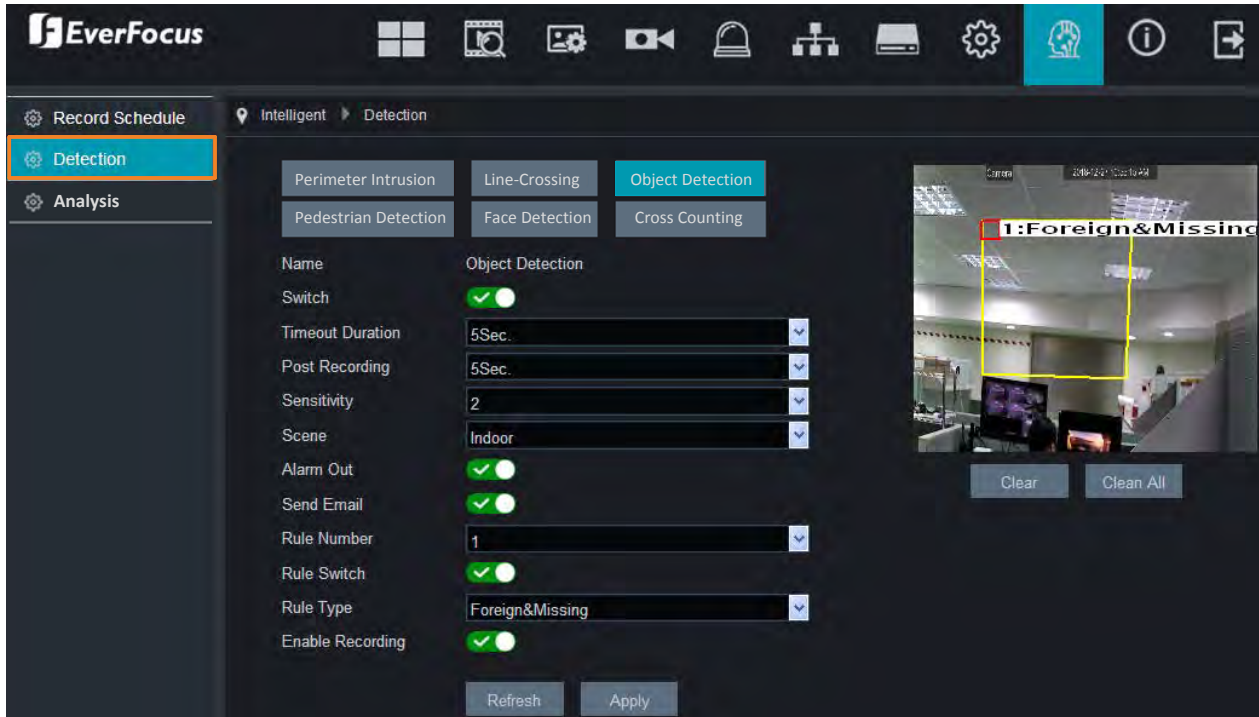 EverFocus
Record Schedule
Detection
Analysis
Intelligent Detection
Perimeter Intrusion Line-Crossing Object Detection
Pedestrian Detection Face Detection Cross Counting
Name Object Detection
Switch
Timeout Duration 5Sec.
Post Recording 5Sec.
Sensitivity 2
Scene Indoor
Alarm Out
Send Email
Rule Number 1
Rule Switch
Rule Type Foreign&Missing
Enable Recording
Refresh Apply
Camera
1:Foreign&Missing
Clear Clean All